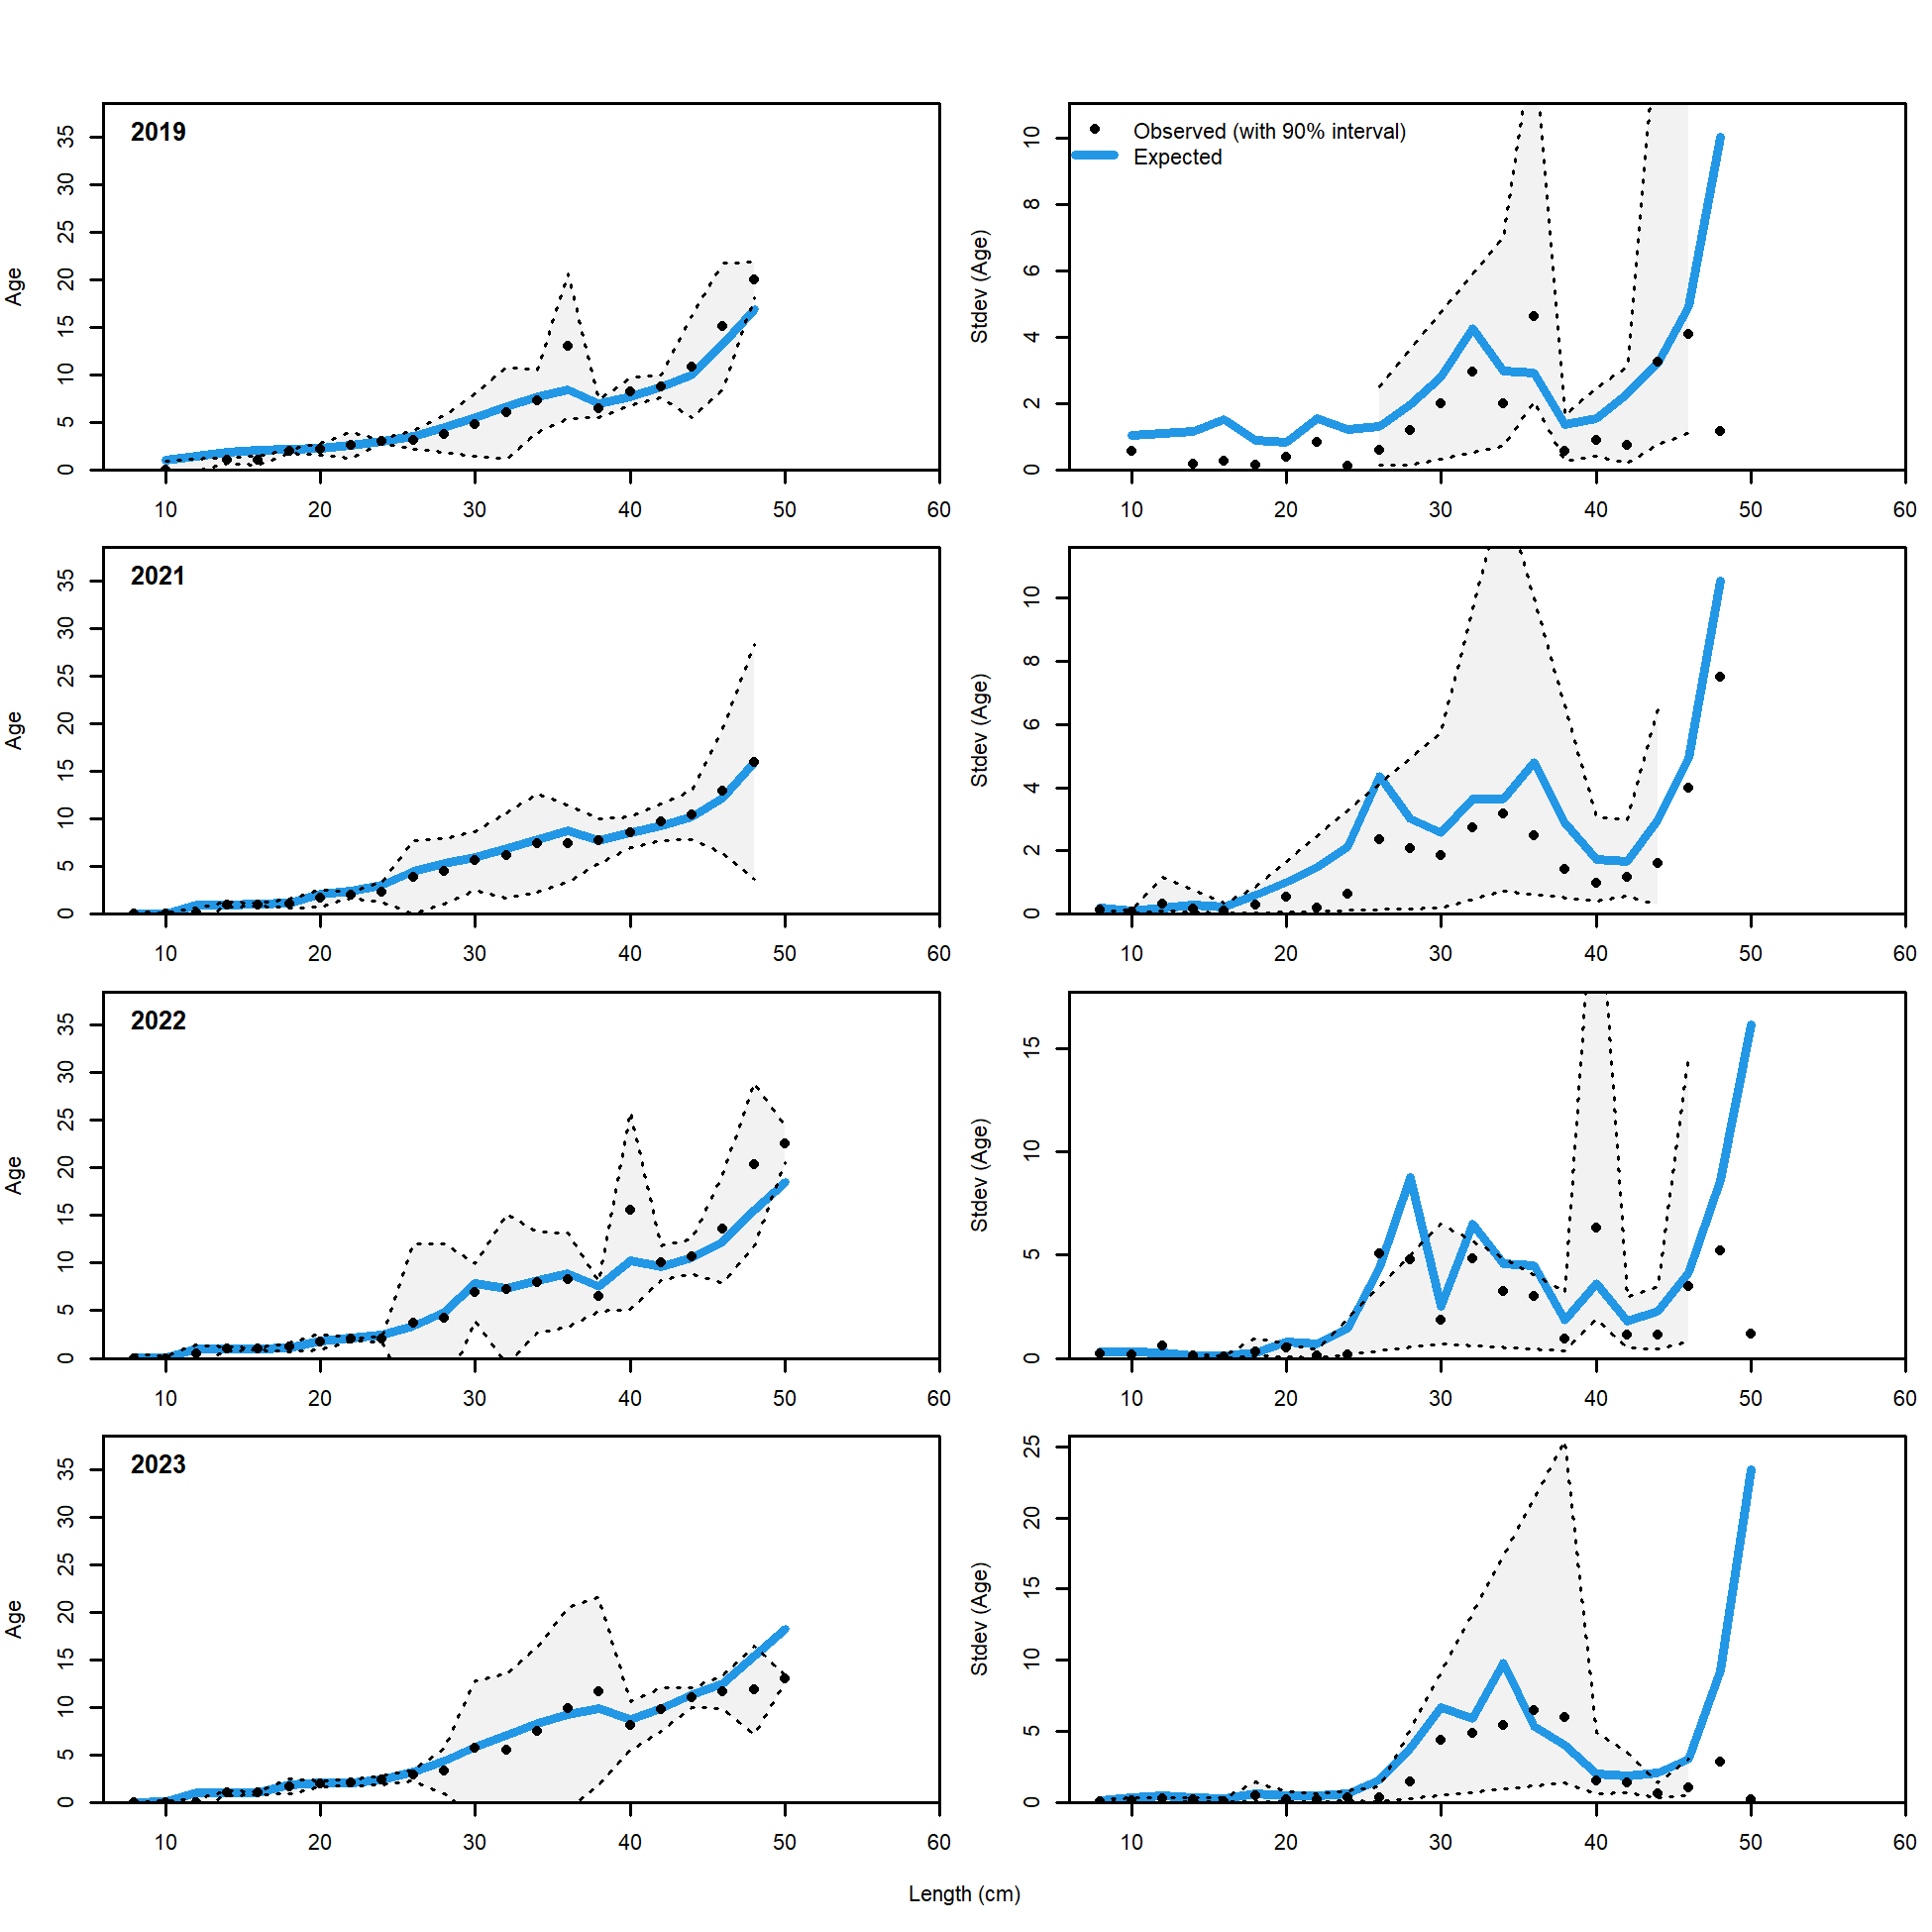 2019
Age
0 5 10 15 20 25 30 35
10 20 30 40 50 60
Observed (with 90% interval)
Expected
Stdev (Age)
0 2 4 6 8 10
10 20 30 40 50 60
2021
Age
0 5 10 15 20 25 30 35
10 20 30 40 50 60
Stdev (Age)
0 2 4 6 8 10
10 20 30 40 50 60
2022
Age
0 5 10 15 20 25 30 35
10 20 30 40 50 60
Stdev (Age)
0 5 10 15
10 20 30 40 50 60
2023
Age
0 5 10 15 20 25 30 35
10 20 30 40 50 60
Stdev (Age)
0 5 10 15 20 25
10 20 30 40 50 60
Length (cm)